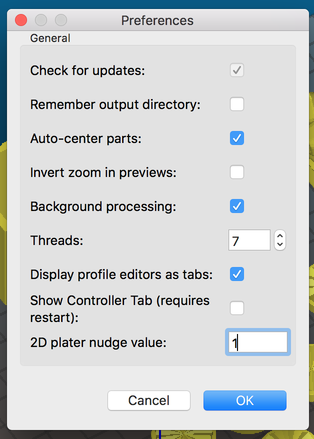 Preferences
General
Check for updates:
Remember output directory:
Auto-center parts:
Invert zoom in previews:
Background processing:
Threads: 7
Display profile editors as tabs:
Show Controller Tab (requires
restart):
2D plater nudge value: 1
Cancel OK